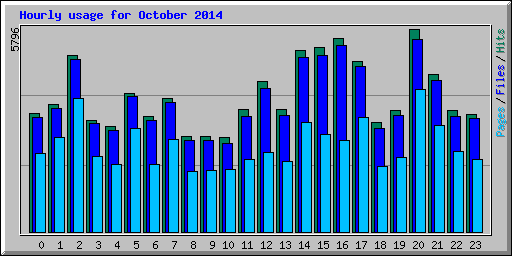 Hourly usage for October 2014
5796
Pages / Files / Hits
0 1 2 3 4 5 6 7 8 9 10 11 12 13 14 15 16 17 18 19 20 21 22 23